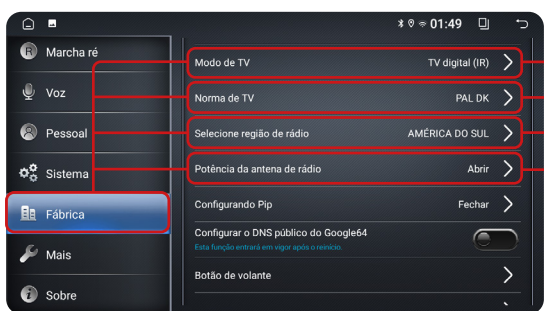 01:49
R Marcha ré
Voz
Pessoal
Sistema
Fábrica
Mais
i Sobre
Modo de TV TV digital (IR)
Norma de TV PAL DK
Selecione região de rádio AMÉRICA DO SUL
Potência da antena de rádio Abrir
Configurando Pip Fechar
Configurar o DNS público do Google64
Esta função entrará em vigor após o reinício.
Botão de volante